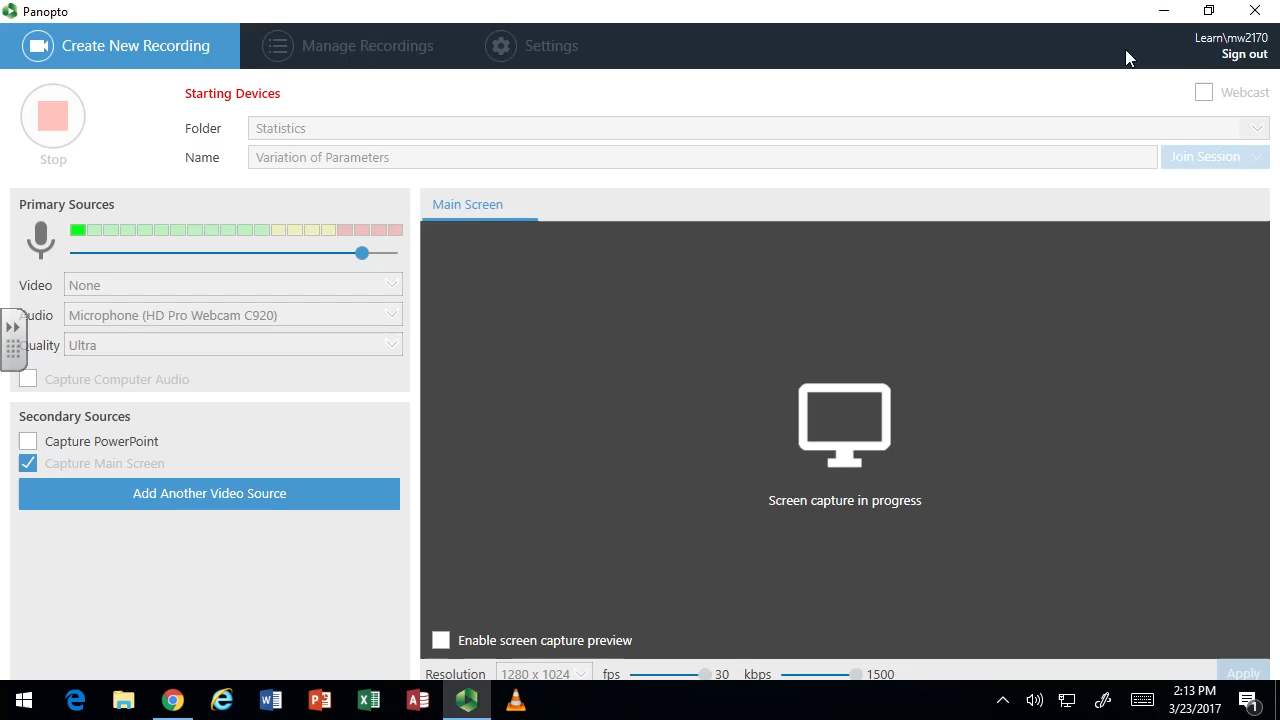 Panopto
Create New Recording
Manage Recordings
Settings
Learn\mw2170
Sign out
Starting Devices
Webcast
Stop
Folder
Statistics
Name
Variation of Parameters
Join Session
Primary Sources
Video
None
Audio
Microphone (HD Pro Webcam C920)
Quality
Ultra
Capture Computer Audio
Secondary Sources
Capture PowerPoint
Capture Main Screen
Add Another Video Source
Main Screen
Screen capture in progress
Enable screen capture preview
Resolution
1280 x 1024
fps
30
kbps
1500
Apply
2:13 PM
3/23/2017
1